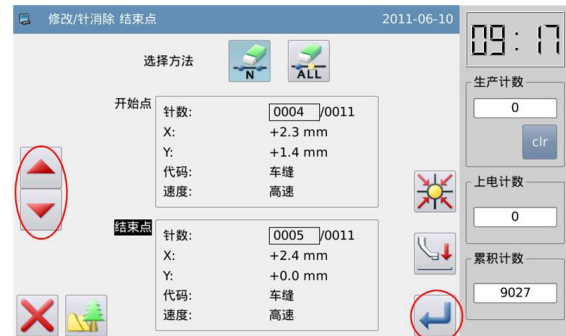 修改/针消除 结束点 2011-06-10
09:17
选择方法 N ALL
生产计数
0
clr
开始点
针数: 0004 /0011
X: +2.3 mm
Y: +1.4 mm
代码: 车缝
速度: 高速
上电计数
0
结束点
针数: 0005 /0011
X: +2.4 mm
Y: +0.0 mm
代码: 车缝
速度: 高速
累积计数
9027